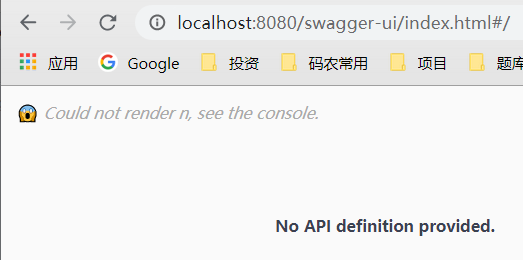 localhost:8080/swagger-ui/index.html#/
应用 Google 投资 码农常用 项目 题库
Could not render n, see the console.
No API definition provided.